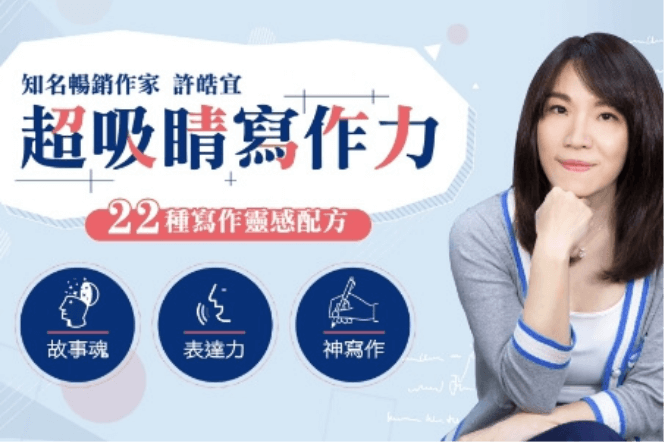 知名暢銷作家 許皓宜
超吸睛寫作力
22種寫作靈感配方
故事魂
表達力
神寫作